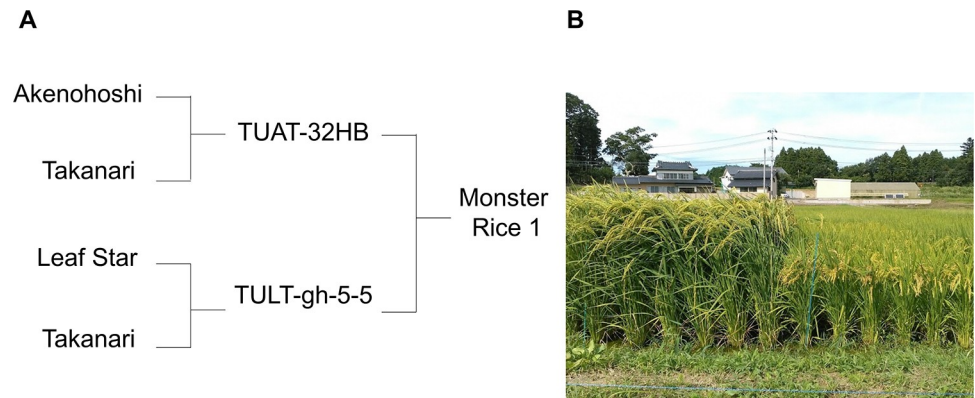 A
B
Akenohoshi
TUAT-32HB
Takanari
Monster
Rice 1
Leaf Star
TULT-gh-5-5
Takanari